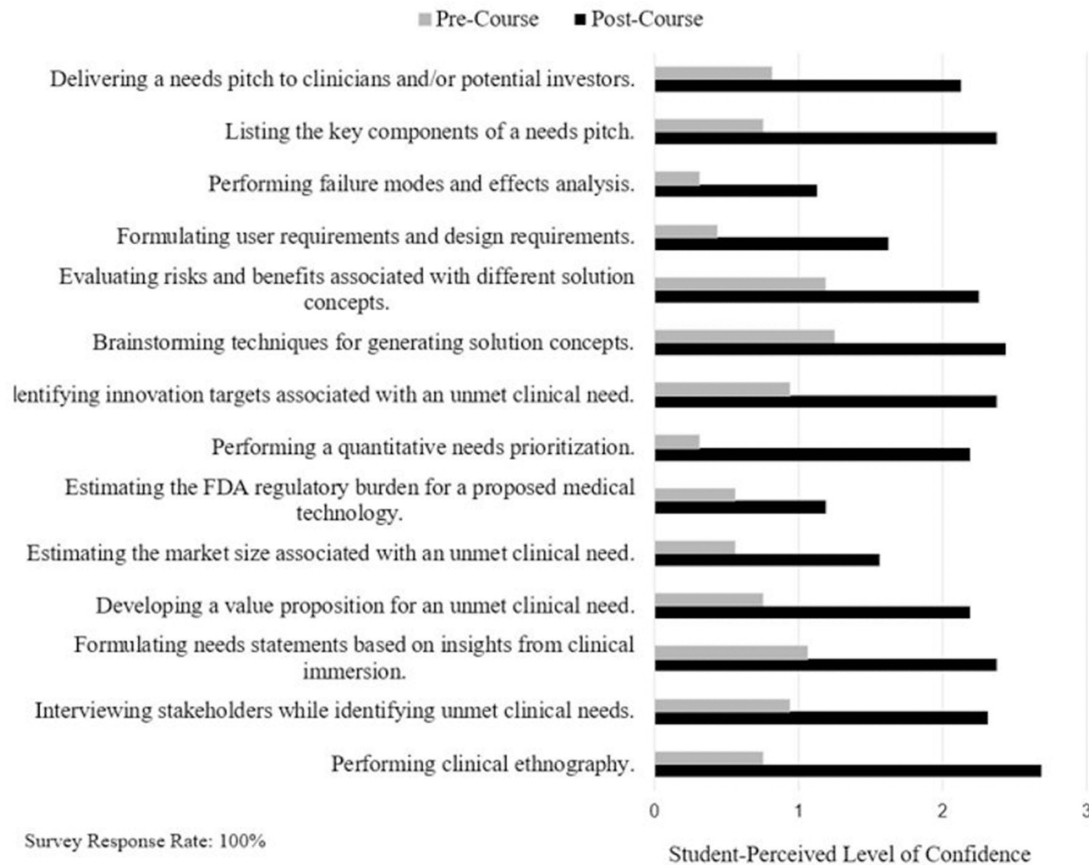 Pre-Course Post-Course
Delivering a needs pitch to clinicians and/or potential investors.
Listing the key components of a needs pitch.
Performing failure modes and effects analysis.
Formulating user requirements and design requirements.
Evaluating risks and benefits associated with different solution
concepts.
Brainstorming techniques for generating solution concepts.
dentifying innovation targets associated with an unmet clinical need.
Performing a quantitative needs prioritization.
Estimating the FDA regulatory burden for a proposed medical
technology.
Estimating the market size associated with an unmet clinical need.
Developing a value proposition for an unmet clinical need.
Formulating needs statements based on insights from clinical
immersion.
Interviewing stakeholders while identifying unmet clinical needs.
Performing clinical ethnography.
0 1 2 3
Survey Response Rate: 100%
Student-Perceived Level of Confidence